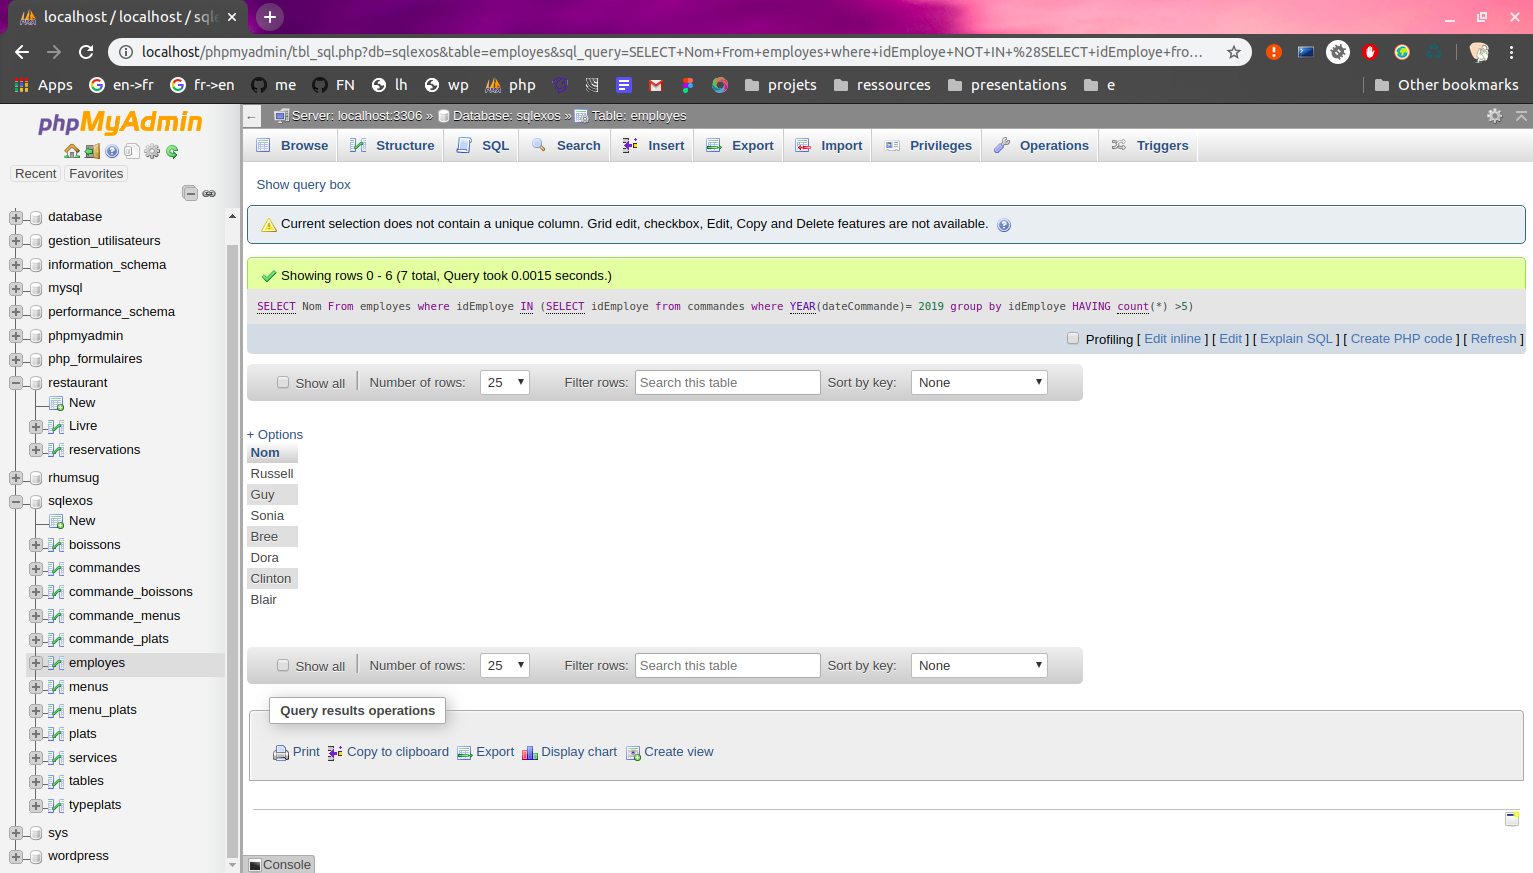 localhost / localhost / sqle
localhost/phpmyadmin/tbl_sql.php?db=sqlexos&table=employes&sql_query=SELECT+Nom+From+employes+where+idEmploye+NOT+IN+%28SELECT+idEmploye+fro...
Apps en->fr fr->en me FN lh wp php projets ressources presentations e Other bookmarks
phpMyAdmin
Recent Favorites
database
gestion_utilisateurs
information_schema
mysql
performance_schema
phpmyadmin
php_formulaires
restaurant
New
Livre
reservations
rhumsug
sqlexos
New
boissons
commandes
commande_boissons
commande_menus
commande_plats
employes
menus
menu_plats
plats
services
tables
typeplats
sys
wordpress
Server: localhost:3306 » Database: sqlexos » Table: employes
Browse Structure SQL Search Insert Export Import Privileges Operations Triggers
Show query box
Current selection does not contain a unique column. Grid edit, checkbox, Edit, Copy and Delete features are not available.
Showing rows 0 - 6 (7 total, Query took 0.0015 seconds.)
SELECT Nom From employes where idEmploye IN (SELECT idEmploye from commandes where YEAR(dateCommande)= 2019 group by idEmploye HAVING count(*) >5)
Profiling [ Edit inline ] [ Edit ] [ Explain SQL ] [ Create PHP code ] [ Refresh ]
Show all Number of rows: 25 Filter rows: Search this table Sort by key: None
+ Options
Nom
Russell
Guy
Sonia
Bree
Dora
Clinton
Blair
Show all Number of rows: 25 Filter rows: Search this table Sort by key: None
Query results operations
Print Copy to clipboard Export Display chart Create view
Console